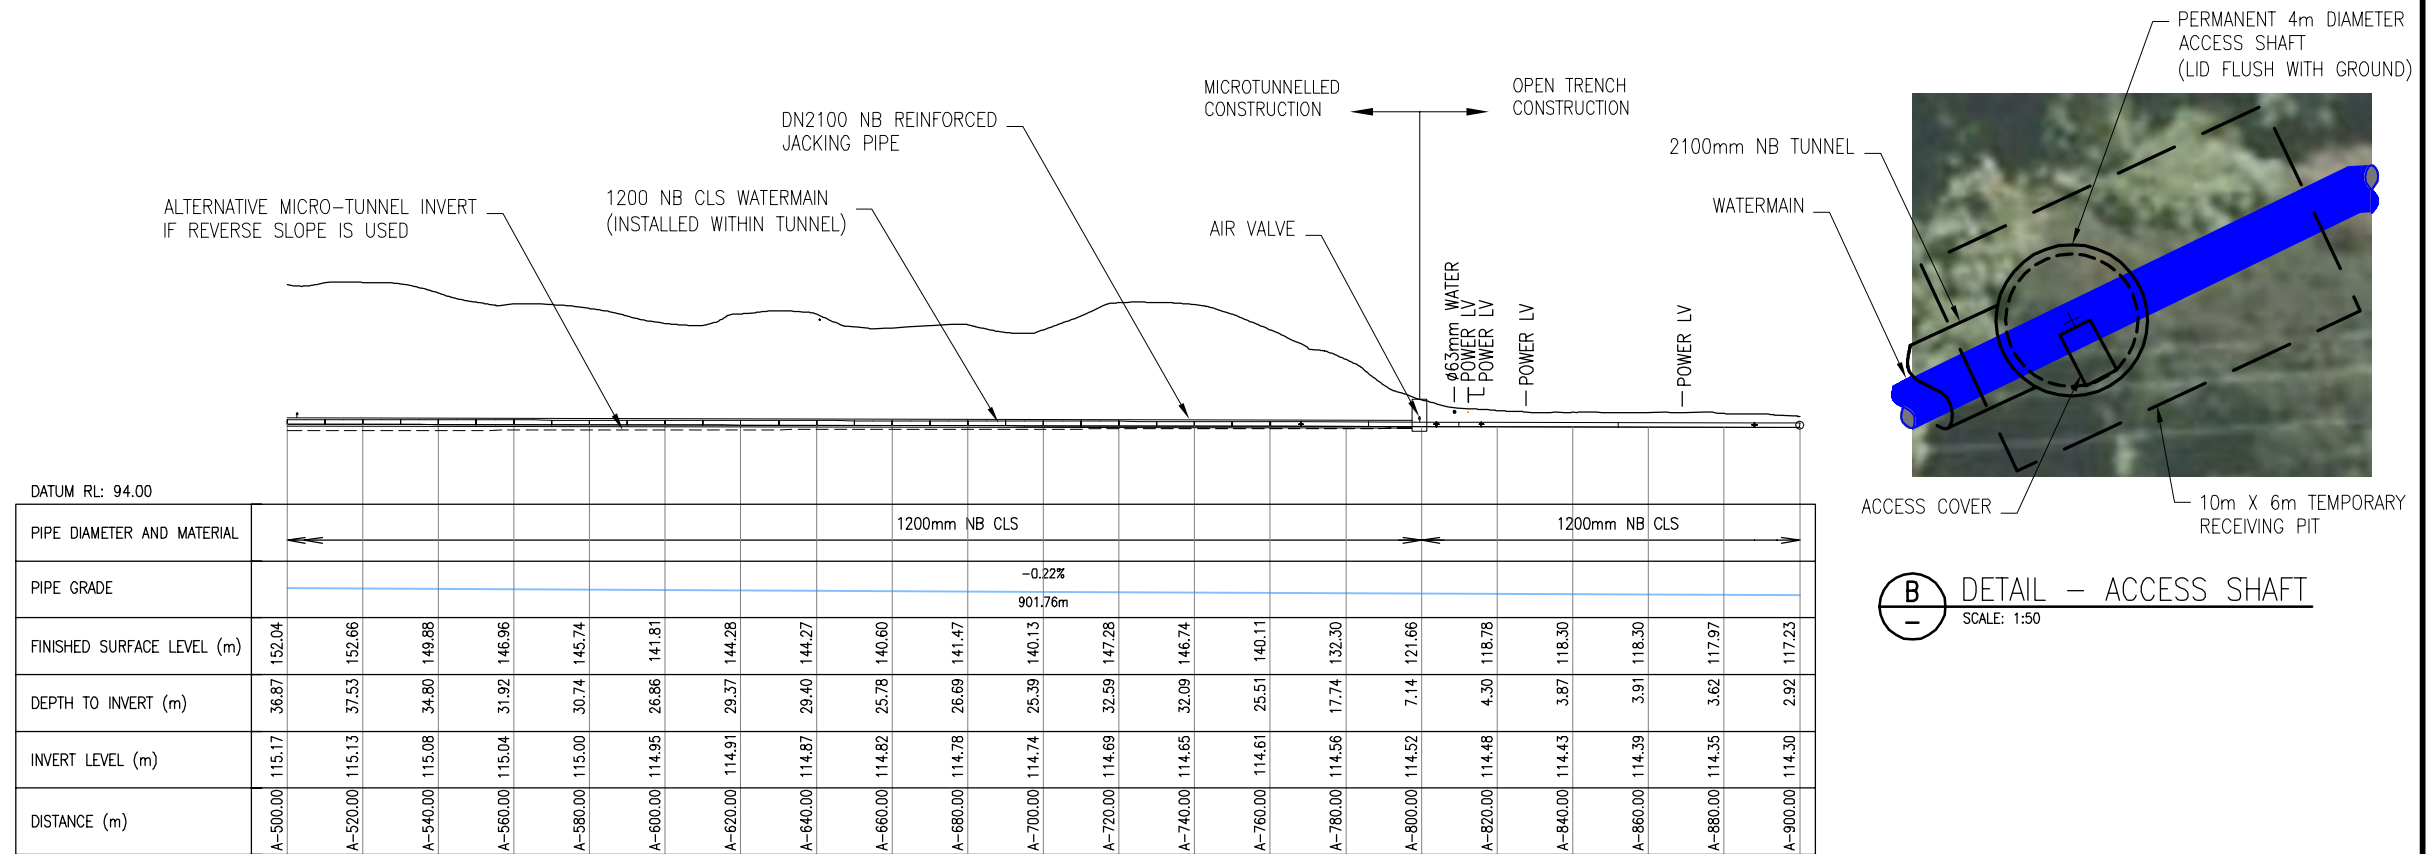 PERMANENT 4m DIAMETER
ACCESS SHAFT
(LID FLUSH WITH GROUND)
MICROTUNNELLED
CONSTRUCTION
OPEN TRENCH
CONSTRUCTION
DN2100 NB REINFORCED
JACKING PIPE
2100mm NB TUNNEL
WATERMAIN
ALTERNATIVE MICRO-TUNNEL INVERT
IF REVERSE SLOPE IS USED
1200 NB CLS WATERMAIN
(INSTALLED WITHIN TUNNEL)
AIR VALVE
ø63mm WATER
POWER LV
POWER LV
POWER LV
POWER LV
ACCESS COVER
10m X 6m TEMPORARY
RECEIVING PIT
B
–
DETAIL – ACCESS SHAFT
SCALE: 1:50
DATUM RL: 94.00
PIPE DIAMETER AND MATERIAL 1200mm NB CLS 1200mm NB CLS
PIPE GRADE -0.22% 901.76m
FINISHED SURFACE LEVEL (m) 152.04 152.66 149.88 146.96 145.74 141.81 144.28 144.27 140.60 141.47 140.13 147.28 146.74 140.11 132.30 121.66 118.78 118.30 118.30 117.97 117.23
DEPTH TO INVERT (m) 36.87 37.53 34.80 31.92 30.74 26.86 29.37 29.40 25.78 26.69 25.39 32.59 32.09 25.51 17.74 7.14 4.30 3.87 3.91 3.62 2.92
INVERT LEVEL (m) 115.17 115.13 115.08 115.04 115.00 114.95 114.91 114.87 114.82 114.78 114.74 114.69 114.65 114.61 114.56 114.52 114.48 114.43 114.39 114.35 114.30
DISTANCE (m) A-500.00 A-520.00 A-540.00 A-560.00 A-580.00 A-600.00 A-620.00 A-640.00 A-660.00 A-680.00 A-700.00 A-720.00 A-740.00 A-760.00 A-780.00 A-800.00 A-820.00 A-840.00 A-860.00 A-880.00 A-900.00